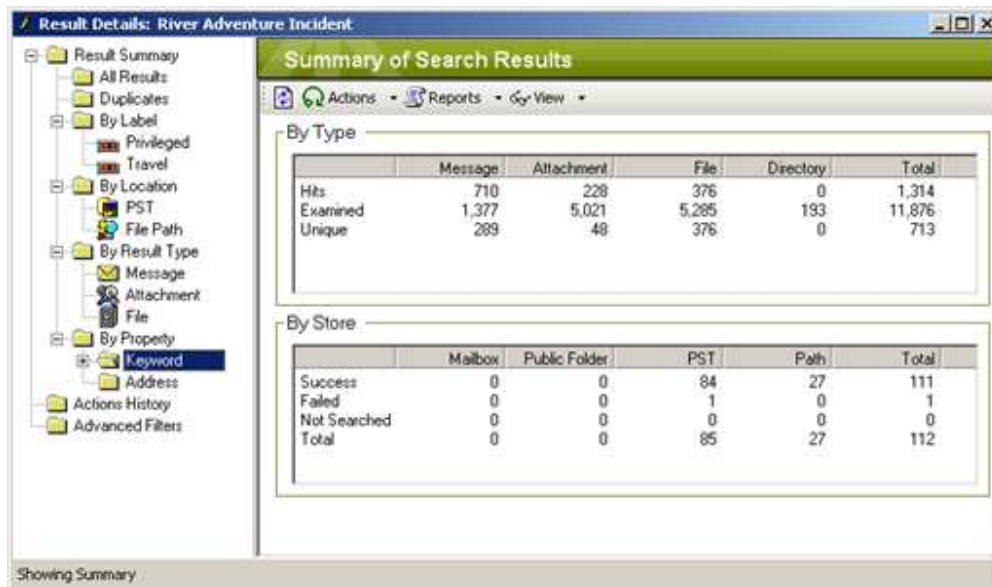 Result Details: River Adventure Incident
Result Summary
All Results
Duplicates
By Label
Privileged
Travel
By Location
PST
File Path
By Result Type
Message
Attachment
File
By Property
Keyword
Address
Actions History
Advanced Filters
Summary of Search Results
Actions Reports View
By Type
Message Attachment File Directory Total
Hits 710 228 376 0 1,314
Examined 1,377 5,021 5,285 193 11,876
Unique 289 48 376 0 713
By Store
Mailbox Public Folder PST Path Total
Success 0 0 84 27 111
Failed 0 0 1 0 1
Not Searched 0 0 0 0 0
Total 0 0 85 27 112
Showing Summary